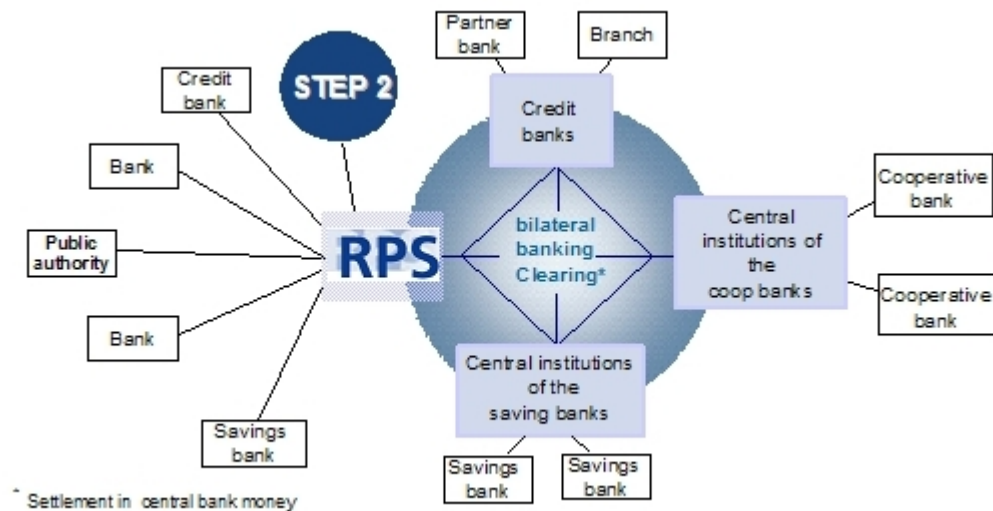 Partner
bank
Branch
STEP 2
Credit
bank
Credit
banks
Bank
Cooperative
bank
Public
authority
RPS
bilateral
banking
Clearing*
Central
institutions of
the
coop banks
Bank
Cooperative
bank
Central institutions
of the
saving banks
Savings
bank
Savings
bank
Savings
bank
* Settlement in central bank money